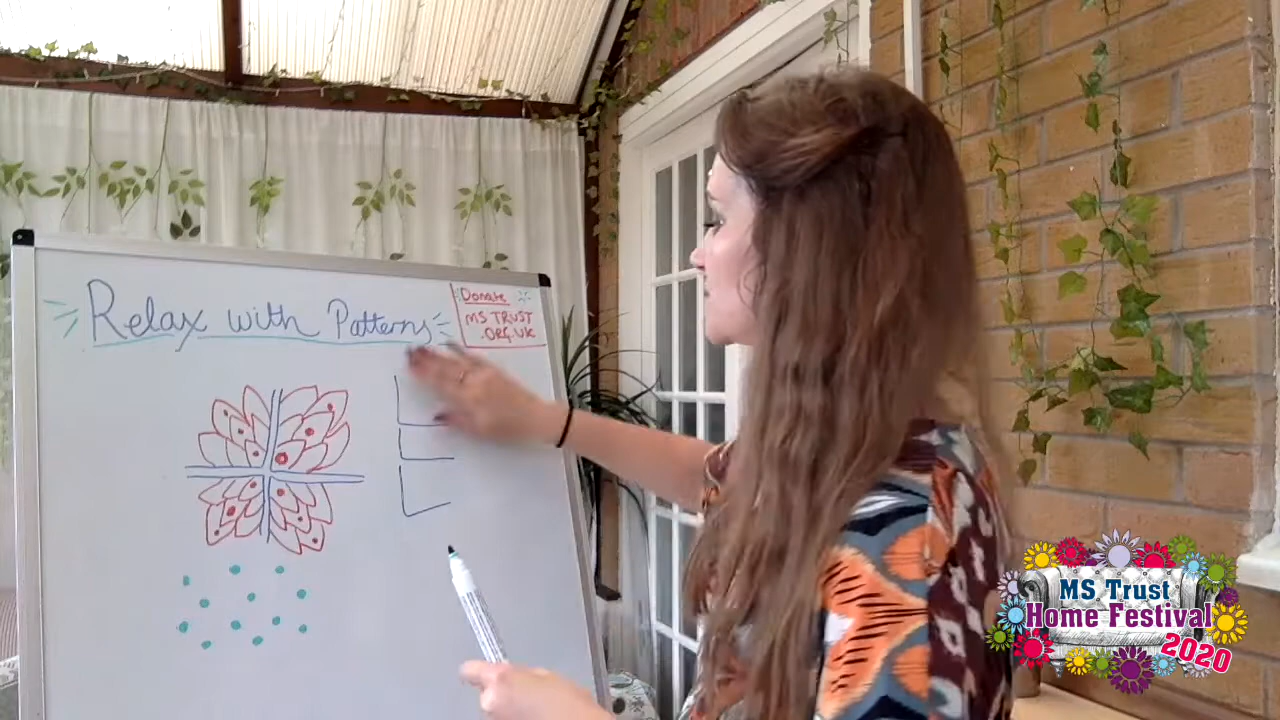 Relax with Patterns
Donate
MS TRUST
.ORG.UK
MS Trust
Home Festival
2020